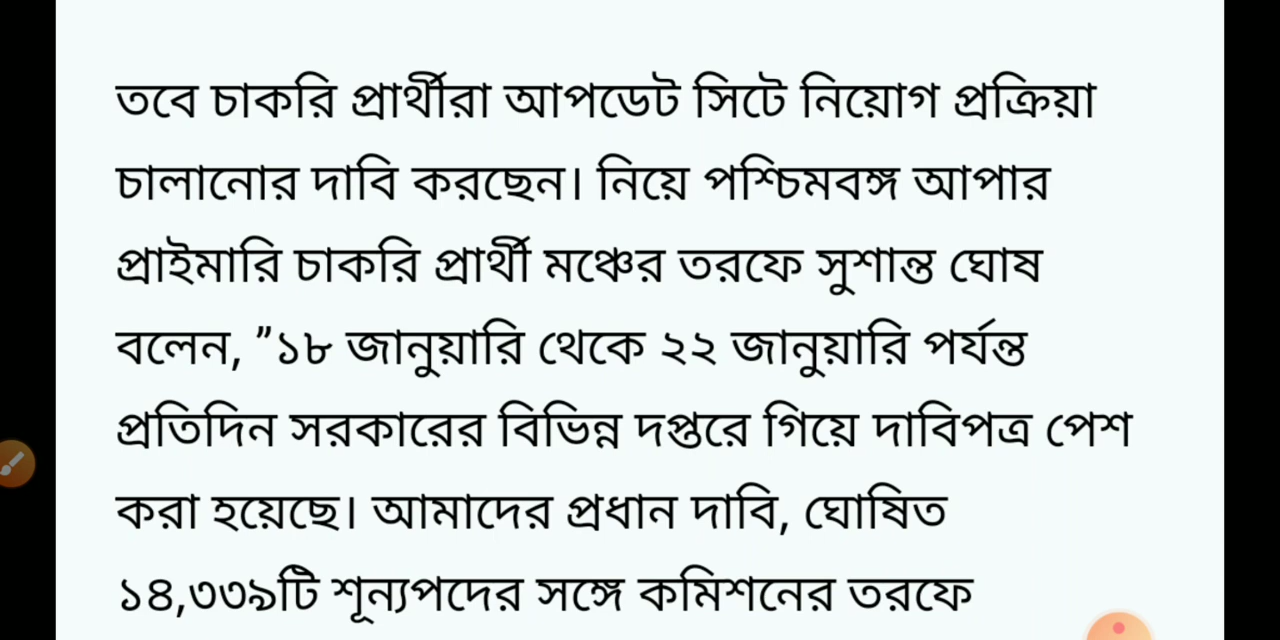 তবে চাকরি প্রার্থীরা আপডেট সিটে নিয়োগ প্রক্রিয়া
চালানোর দাবি করছেন। নিয়ে পশ্চিমবঙ্গ আপার
প্রাইমারি চাকরি প্রার্থী মঞ্চের তরফে সুশান্ত ঘোষ
বলেন, ”১৮ জানুয়ারি থেকে ২২ জানুয়ারি পর্যন্ত
প্রতিদিন সরকারের বিভিন্ন দপ্তরে গিয়ে দাবিপত্র পেশ
করা হয়েছে। আমাদের প্রধান দাবি, ঘোষিত
১৪,৩৩৯টি শূন্যপদের সঙ্গে কমিশনের তরফে